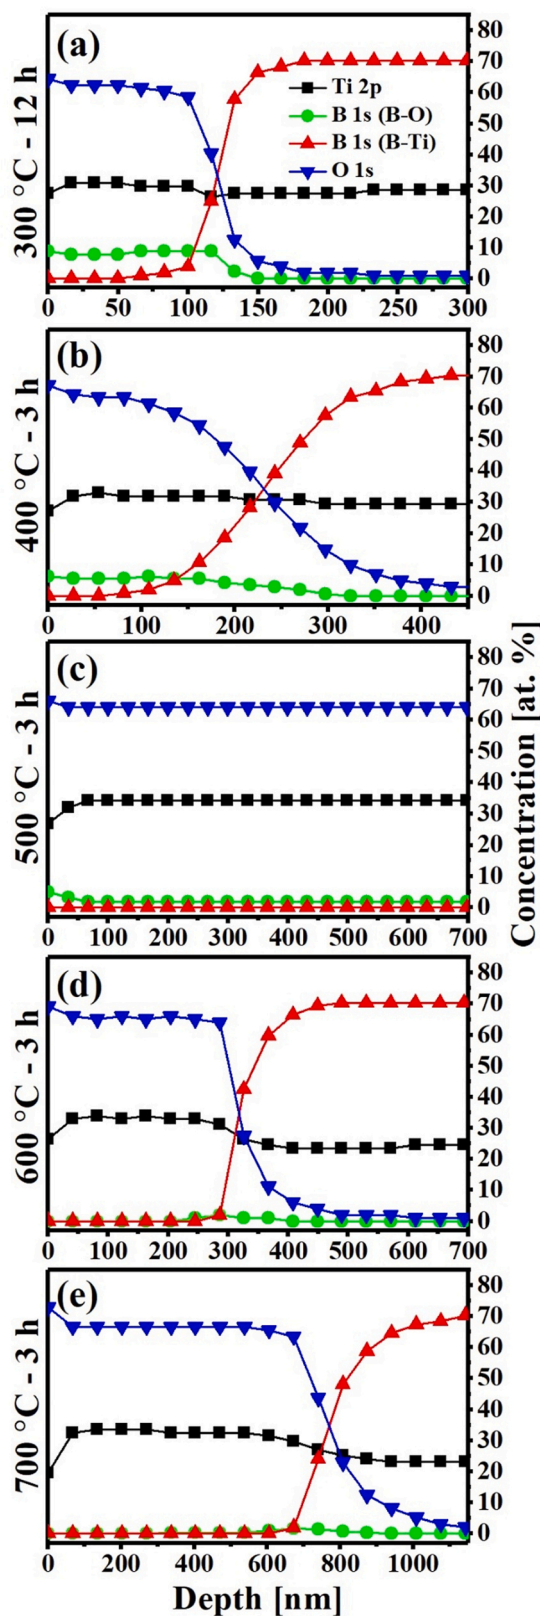 (a)
300 °C - 12 h
Ti 2p
B 1s (B-O)
B 1s (B-Ti)
O 1s
80
70
60
50
40
30
20
10
0
0 50 100 150 200 250 300
(b)
400 °C - 3 h
80
70
60
50
40
30
20
10
0
0 100 200 300 400
(c)
500 °C - 3 h
80
70
60
50
40
30
20
10
0
0 100 200 300 400 500 600 700
Concentration [at. %]
(d)
600 °C - 3 h
80
70
60
50
40
30
20
10
0
0 100 200 300 400 500 600 700
(e)
700 °C - 3 h
80
70
60
50
40
30
20
10
0
0 200 400 600 800 1000
Depth [nm]